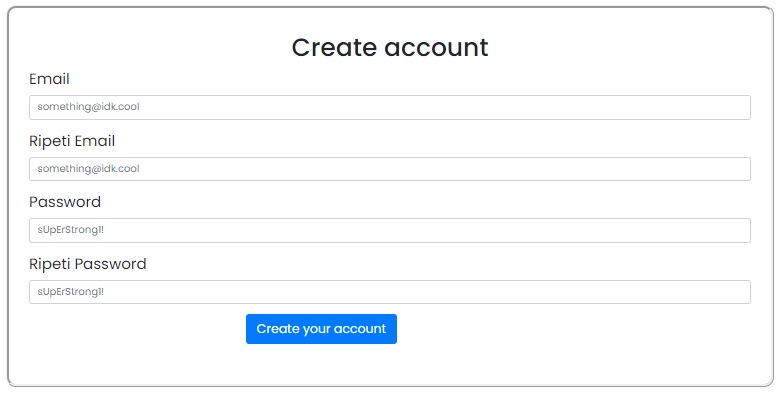 Create account
Email
something@idk.cool
Ripeti Email
something@idk.cool
Password
sUpErStrong1!
Ripeti Password
sUpErStrong1!
Create your account